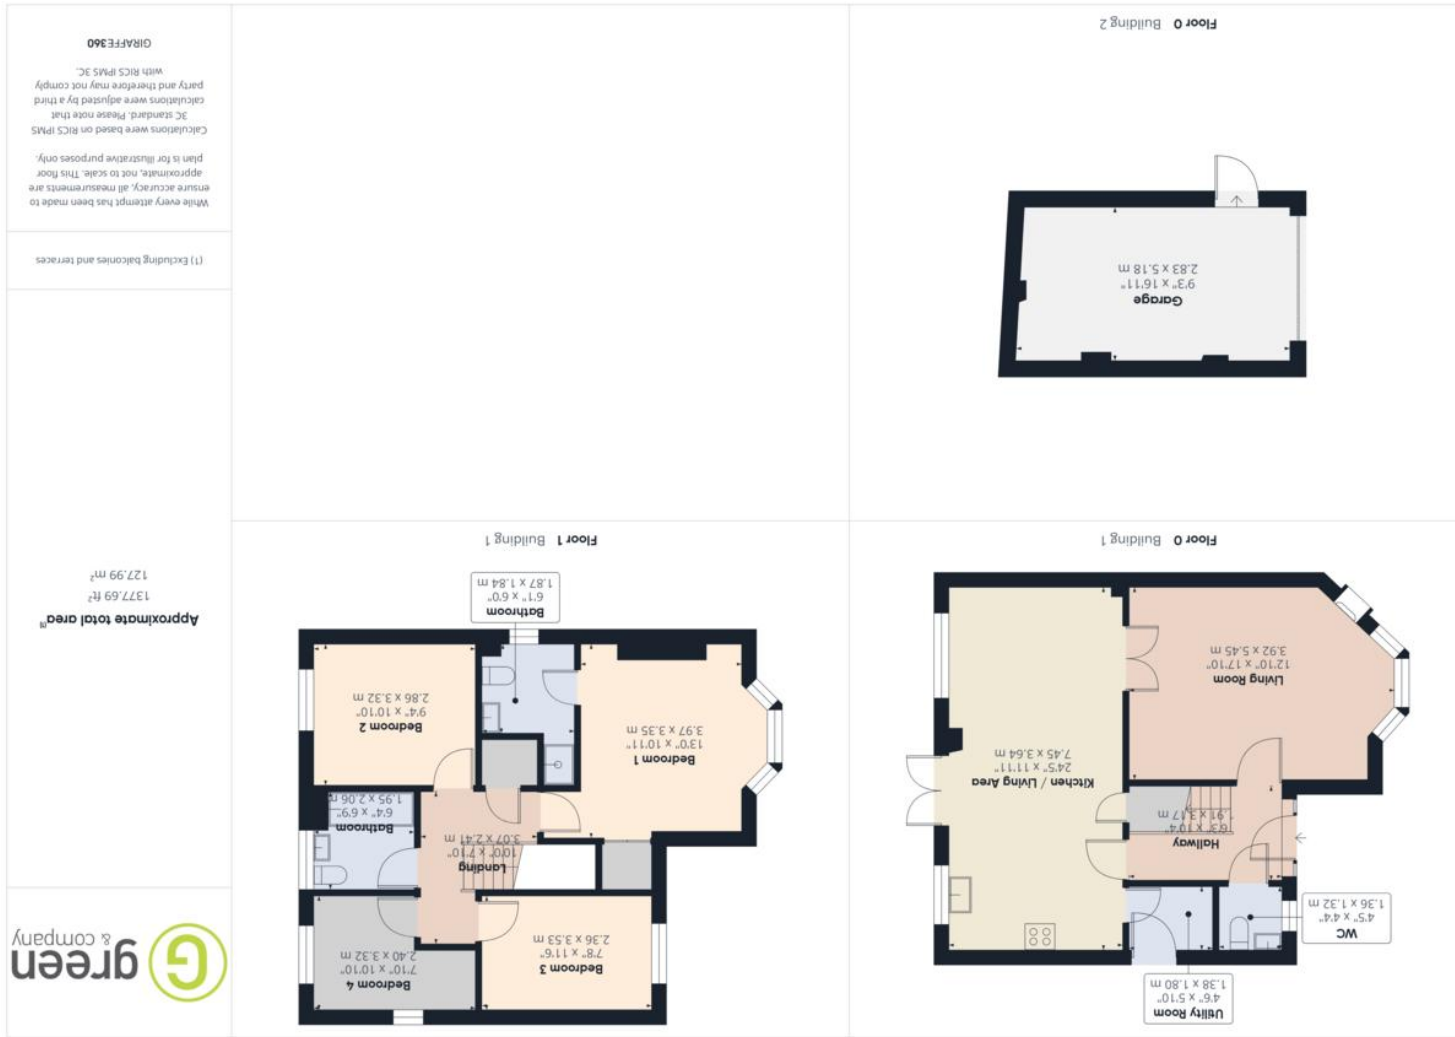 Utility Room
4'6" x 5'10"
1.38 x 1.80 m
WC
4'5" x 4'4"
1.36 x 1.32 m
Hallway
6'3" x 10'4"
1.91 x 3.17 m
Kitchen / Living Area
24'5" x 11'11"
7.45 x 3.64 m
Living Room
12'10" x 17'10"
3.92 x 5.45 m
Floor 0 Building 1
Bedroom 3
7'8" x 11'6"
2.36 x 3.53 m
Bedroom 4
7'10" x 10'10"
2.40 x 3.32 m
Landing
10'0" x 7'10"
3.07 x 2.41 m
Bathroom
6'4" x 6'9"
1.95 x 2.06 m
Bedroom 1
13'0" x 10'11"
3.97 x 3.35 m
Bedroom 2
9'4" x 10'10"
2.86 x 3.32 m
Bathroom
6'1" x 6'0"
1.87 x 1.84 m
Floor 1 Building 1
Garage
9'3" x 16'11"
2.83 x 5.18 m
Floor 0 Building 2
G green
& company
Approximate total area(1)
1377.69 ft²
127.99 m²
(1) Excluding balconies and terraces
While every attempt has been made to
ensure accuracy, all measurements are
approximate, not to scale. This floor
plan is for illustrative purposes only.
Calculations were based on RICS IPMS
3C standard. Please note that
calculations were adjusted by a third
party and therefore may not comply
with RICS IPMS 3C.
GIRAFFE360